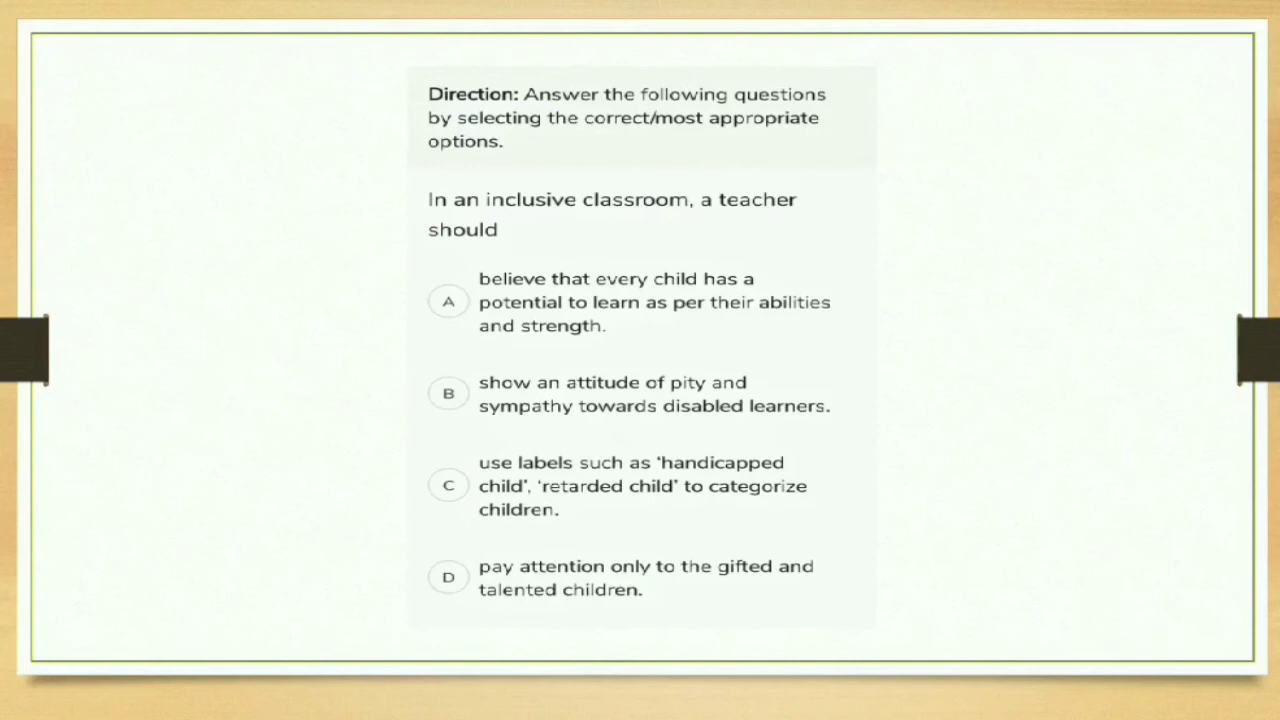 Direction: Answer the following questions
by selecting the correct/most appropriate
options.
In an inclusive classroom, a teacher
should
A believe that every child has a
potential to learn as per their abilities
and strength.
B show an attitude of pity and
sympathy towards disabled learners.
C use labels such as 'handicapped
child', 'retarded child' to categorize
children.
D pay attention only to the gifted and
talented children.